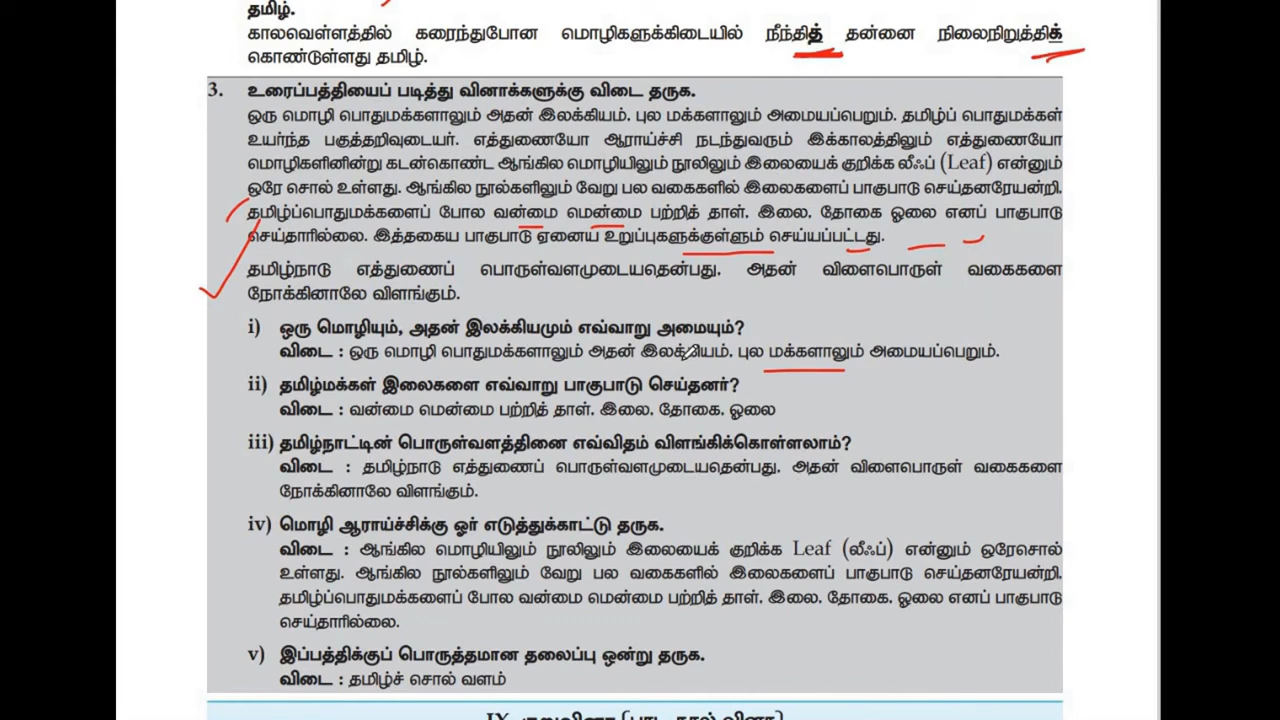 தமிழ்.
காலவெள்ளத்தில் கரைந்துபோன மொழிகளுக்கிடையில் நீந்தித் தன்னை நிலைநிறுத்திக்
கொண்டுள்ளது தமிழ்.
3. உரைப்பத்தியைப் படித்து வினாக்களுக்கு விடை தருக.
ஒரு மொழி பொதுமக்களாலும் அதன் இலக்கியம். புல மக்களாலும் அமையப்பெறும். தமிழ்ப் பொதுமக்கள்
உயர்ந்த பகுத்தறிவுடையர். எத்துணையோ ஆராய்ச்சி நடந்துவரும் இக்காலத்திலும் எத்துணையோ
மொழிகளினின்று கடன்கொண்ட ஆங்கில மொழியிலும் நூலிலும் இலையைக் குறிக்க லீஃப் (Leaf) என்னும்
ஒரே சொல் உள்ளது. ஆங்கில நூல்களிலும் வேறு பல வகைகளில் இலைகளைப் பாகுபாடு செய்தனரேயன்றி.
தமிழ்ப்பொதுமக்களைப் போல வன்மை மென்மை பற்றித் தாள். இலை. தோகை ஓலை எனப் பாகுபாடு
செய்தாரில்லை. இத்தகைய பாகுபாடு ஏனைய உறுப்புகளுக்குள்ளும் செய்யப்பட்டது.
தமிழ்நாடு எத்துணைப் பொருள்வளமுடையதென்பது. அதன் விளைபொருள் வகைகளை
நோக்கினாலே விளங்கும்.
i) ஒரு மொழியும், அதன் இலக்கியமும் எவ்வாறு அமையும்?
விடை : ஒரு மொழி பொதுமக்களாலும் அதன் இலக்கியம். புல மக்களாலும் அமையப்பெறும்.
ii) தமிழ்மக்கள் இலைகளை எவ்வாறு பாகுபாடு செய்தனர்?
விடை : வன்மை மென்மை பற்றித் தாள். இலை. தோகை. ஓலை
iii) தமிழ்நாட்டின் பொருள்வளத்தினை எவ்விதம் விளங்கிக்கொள்ளலாம்?
விடை : தமிழ்நாடு எத்துணைப் பொருள்வளமுடையதென்பது. அதன் விளைபொருள் வகைகளை
நோக்கினாலே விளங்கும்.
iv) மொழி ஆராய்ச்சிக்கு ஓர் எடுத்துக்காட்டு தருக.
விடை : ஆங்கில மொழியிலும் நூலிலும் இலையைக் குறிக்க Leaf (லீஃப்) என்னும் ஒரேசொல்
உள்ளது. ஆங்கில நூல்களிலும் வேறு பல வகைகளில் இலைகளைப் பாகுபாடு செய்தனரேயன்றி.
தமிழ்ப்பொதுமக்களைப் போல வன்மை மென்மை பற்றித் தாள். இலை. தோகை. ஓலை எனப் பாகுபாடு
செய்தாரில்லை.
v) இப்பத்திக்குப் பொருத்தமான தலைப்பு ஒன்று தருக.
விடை : தமிழ்ச் சொல் வளம்